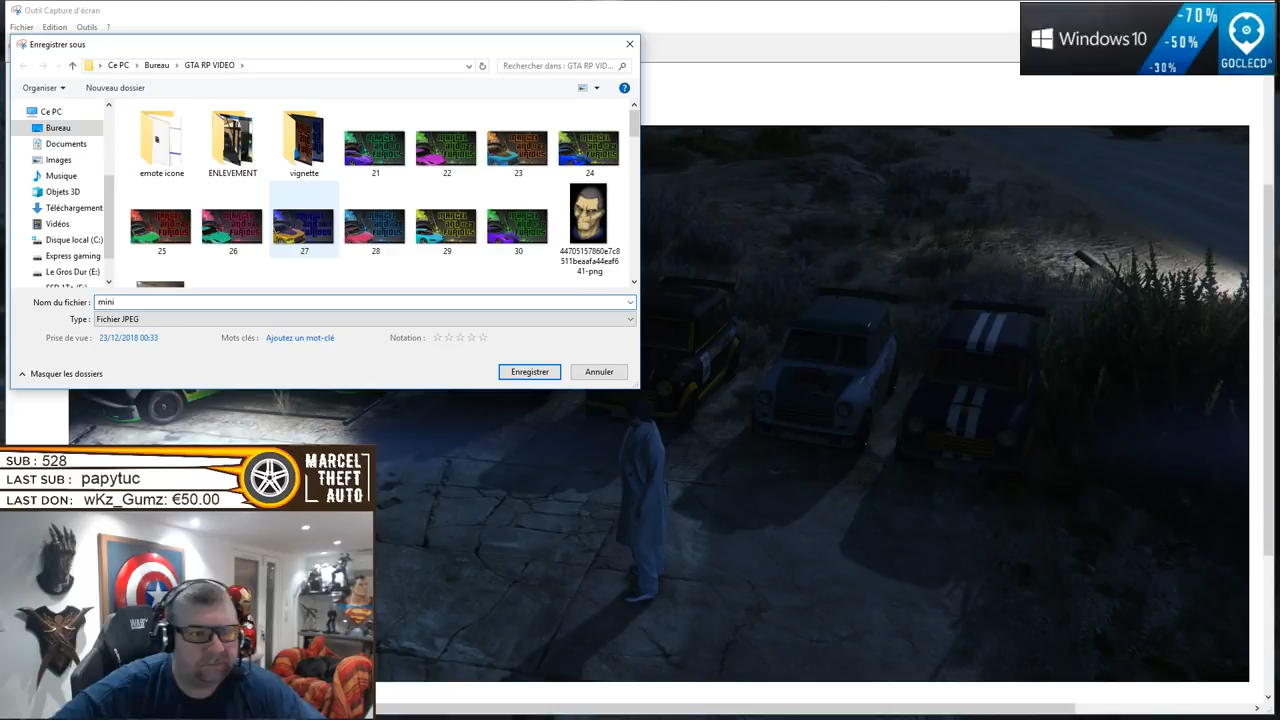 Outil Capture d'écran
Fichier Edition Outils ?
Enregistrer sous
Ce PC > Bureau > GTA RP VIDEO >
Rechercher dans : GTA RP VID...
Organiser
Nouveau dossier
Ce PC
Bureau
Documents
Images
Musique
Objets 3D
Téléchargement
Vidéos
Disque local (C:)
Express gaming
Le Gros Dur (E:)
emote icone
ENLEVEMENT
vignette
21
22
23
24
25
26
27
28
29
30
44705157860e7c8
511beaafa44eaf6
41-png
Nom du fichier : mini
Type : Fichier JPEG
Prise de vue : 23/12/2018 00:33
Mots clés : Ajoutez un mot-clé
Notation :
Masquer les dossiers
Enregistrer
Annuler
Windows 10
-70%
-50%
-30%
GOCLECD
SUB : 528
LAST SUB : papytuc
LAST DON: wKz_Gumz: €50.00
MARCEL
THEFT
AUTO